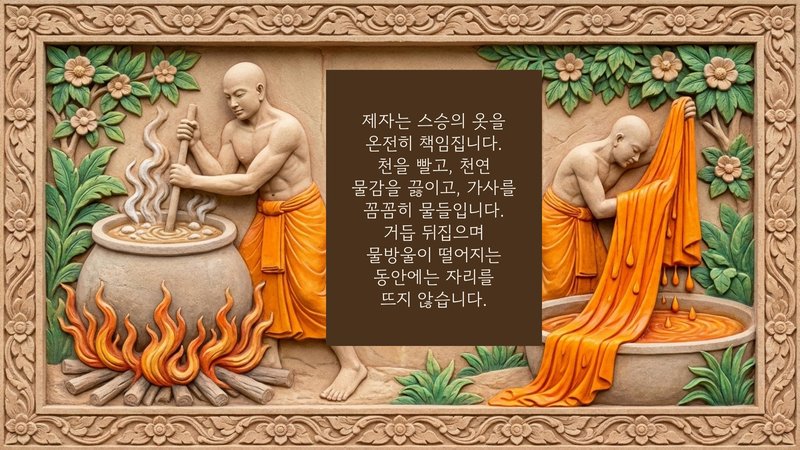 제자는 스승의 옷을
온전히 책임집니다.
천을 빨고, 천연
물감을 끓이고, 가사를
꼼꼼히 물들입니다.
거듭 뒤집으며
물방울이 떨어지는
동안에는 자리를
뜨지 않습니다.